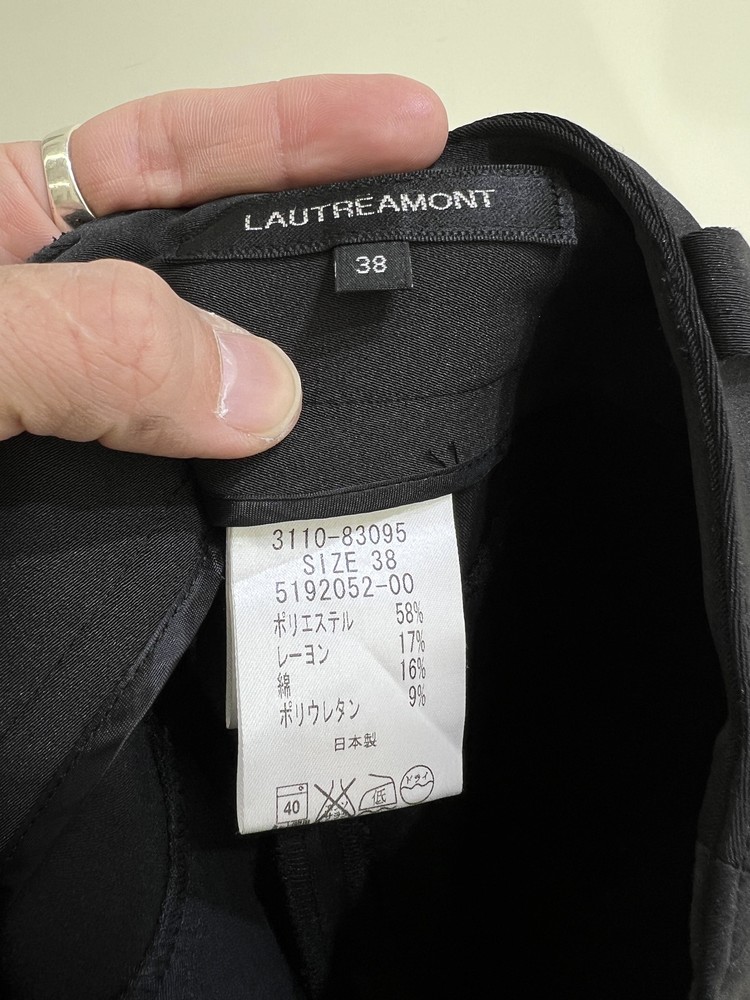 LAUTREAMONT
38
3110-83095
SIZE 38
5192052-00
ポリエステル 58%
レーヨン 17%
綿 16%
ポリウレタン 9%
日本製
40
低
ドライ